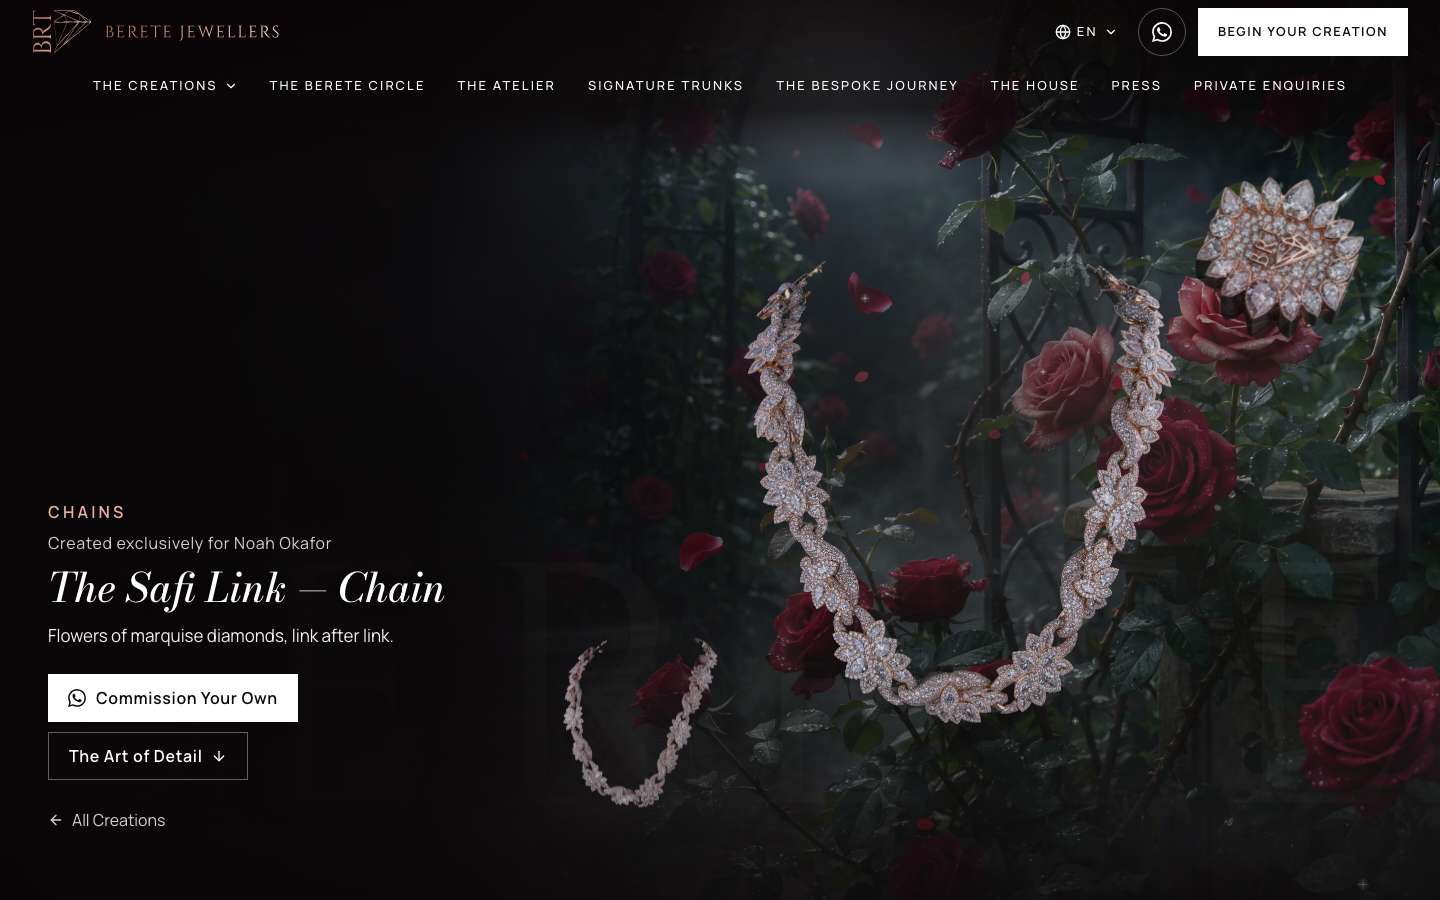 BRT
BERETE JEWELLERS
EN
BEGIN YOUR CREATION
THE CREATIONS
THE BERETE CIRCLE
THE ATELIER
SIGNATURE TRUNKS
THE BESPOKE JOURNEY
THE HOUSE
PRESS
PRIVATE ENQUIRIES
BR
CHAINS
Created exclusively for Noah Okafor
The Safi Link — Chain
Flowers of marquise diamonds, link after link.
Commission Your Own
The Art of Detail
All Creations